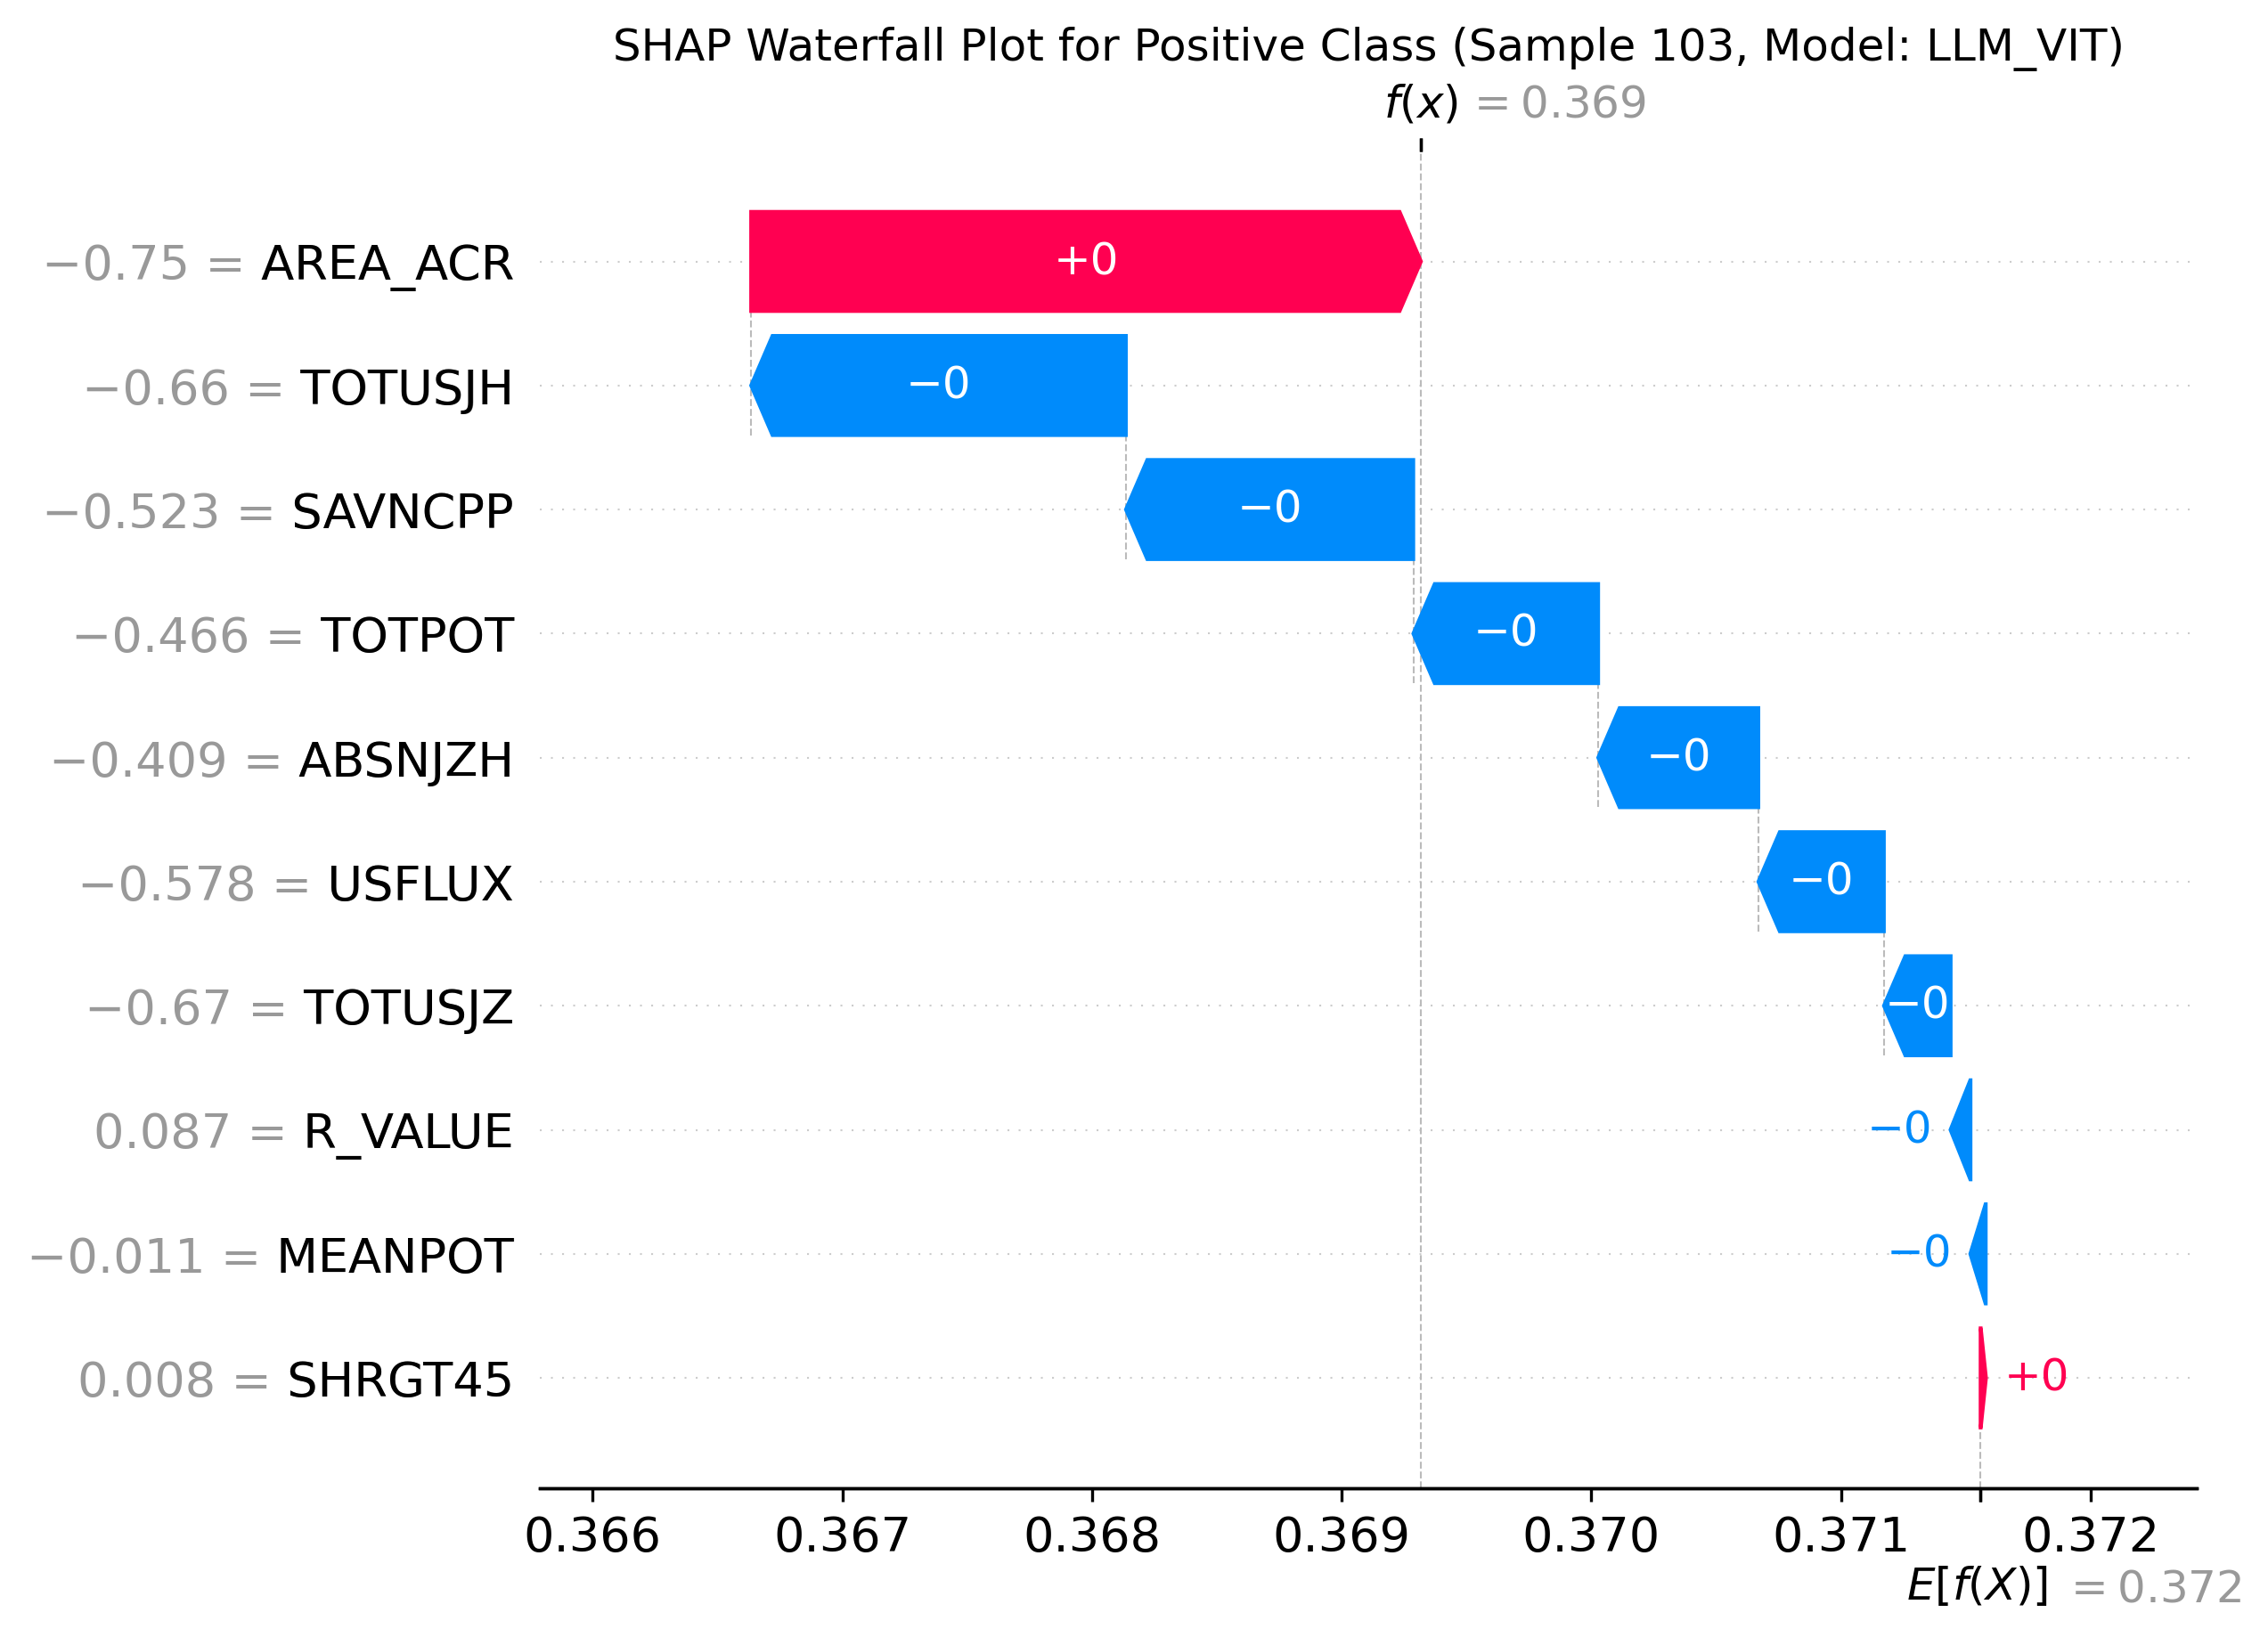 SHAP Waterfall Plot for Positive Class (Sample 103, Model: LLM_VIT)
f(x) = 0.369
−0.75 = AREA_ACR +0
−0.66 = TOTUSJH −0
−0.523 = SAVNCPP −0
−0.466 = TOTPOT −0
−0.409 = ABSNJZH −0
−0.578 = USFLUX −0
−0.67 = TOTUSJZ −0
0.087 = R_VALUE −0
−0.011 = MEANPOT −0
0.008 = SHRGT45 +0
0.366 0.367 0.368 0.369 0.370 0.371 0.372
E[f(X)] = 0.372